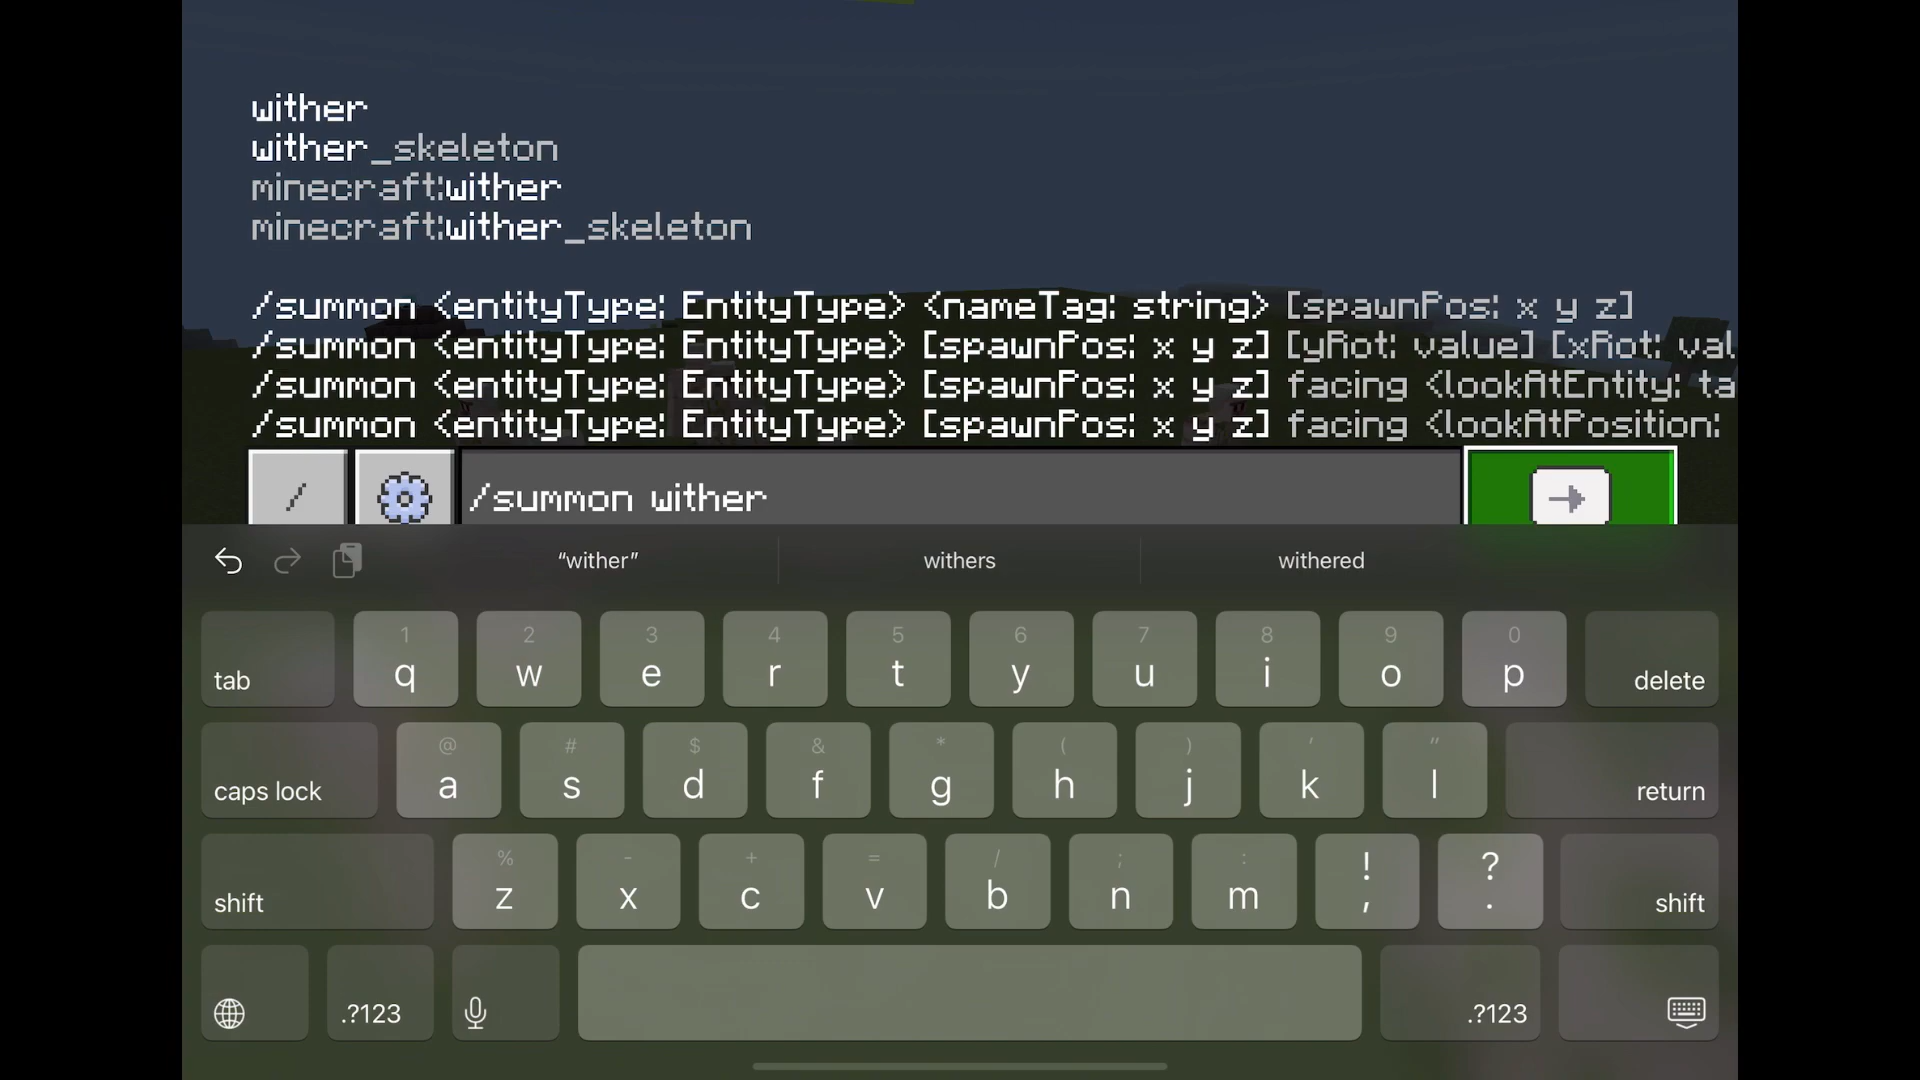 wither
wither_skeleton
minecraft:wither
minecraft:wither_skeleton
/summon <entityType: EntityType> <nameTag: string> [spawnPos: x y z]
/summon <entityType: EntityType> [spawnPos: x y z] [yRot: value] [xRot: val
/summon <entityType: EntityType> [spawnPos: x y z] facing <lookAtEntity: ta
/summon <entityType: EntityType> [spawnPos: x y z] facing <lookAtPosition:
/ /summon wither
“wither” withers withered
1 2 3 4 5 6 7 8 9 0
tab q w e r t y u i o p delete
@ # $ & * ( ) ' "
caps lock a s d f g h j k l return
% - + = / ; : ! ?
shift z x c v b n m , . shift
.?123 .?123